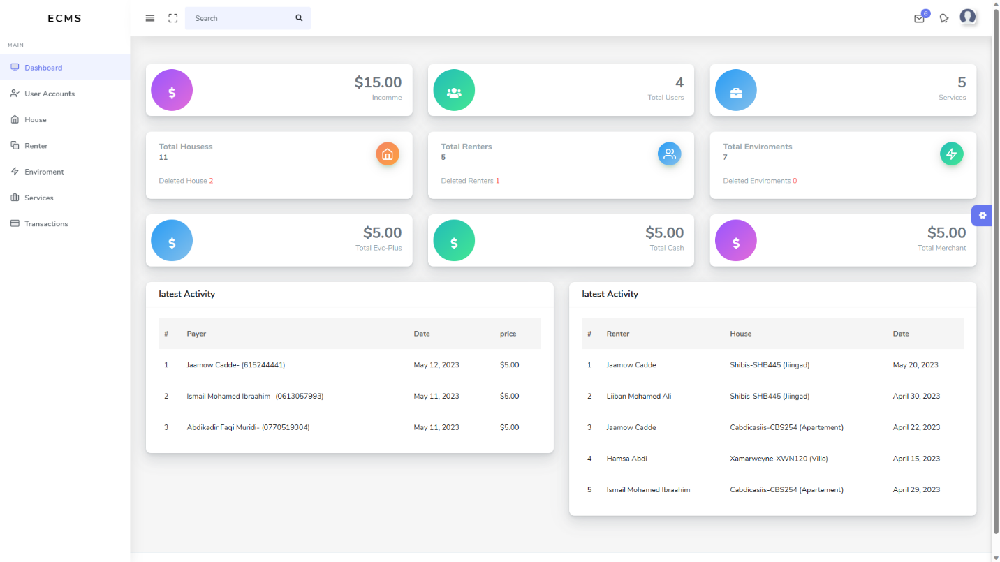 ECMS
Search
6
MAIN
Dashboard
User Accounts
House
Renter
Enviroment
Services
Transactions
$15.00
Incomme
4
Total Users
5
Services
Total Housess
11
Deleted House 2
Total Renters
5
Deleted Renters 1
Total Enviroments
7
Deleted Enviroments 0
$5.00
Total Evc-Plus
$5.00
Total Cash
$5.00
Total Merchant
latest Activity
# Payer Date price
1 Jaamow Cadde- (615244441) May 12, 2023 $5.00
2 Ismail Mohamed Ibraahim- (0613057993) May 11, 2023 $5.00
3 Abdikadir Faqi Muridi- (0770519304) May 11, 2023 $5.00
latest Activity
# Renter House Date
1 Jaamow Cadde Shibis-SHB445 (Jiingad) May 20, 2023
2 Liiban Mohamed Ali Shibis-SHB445 (Jiingad) April 30, 2023
3 Jaamow Cadde Cabdicasiis-CBS254 (Apartement) April 22, 2023
4 Hamsa Abdi Xamarweyne-XWN120 (Villo) April 15, 2023
5 Ismail Mohamed Ibraahim Cabdicasiis-CBS254 (Apartement) April 29, 2023